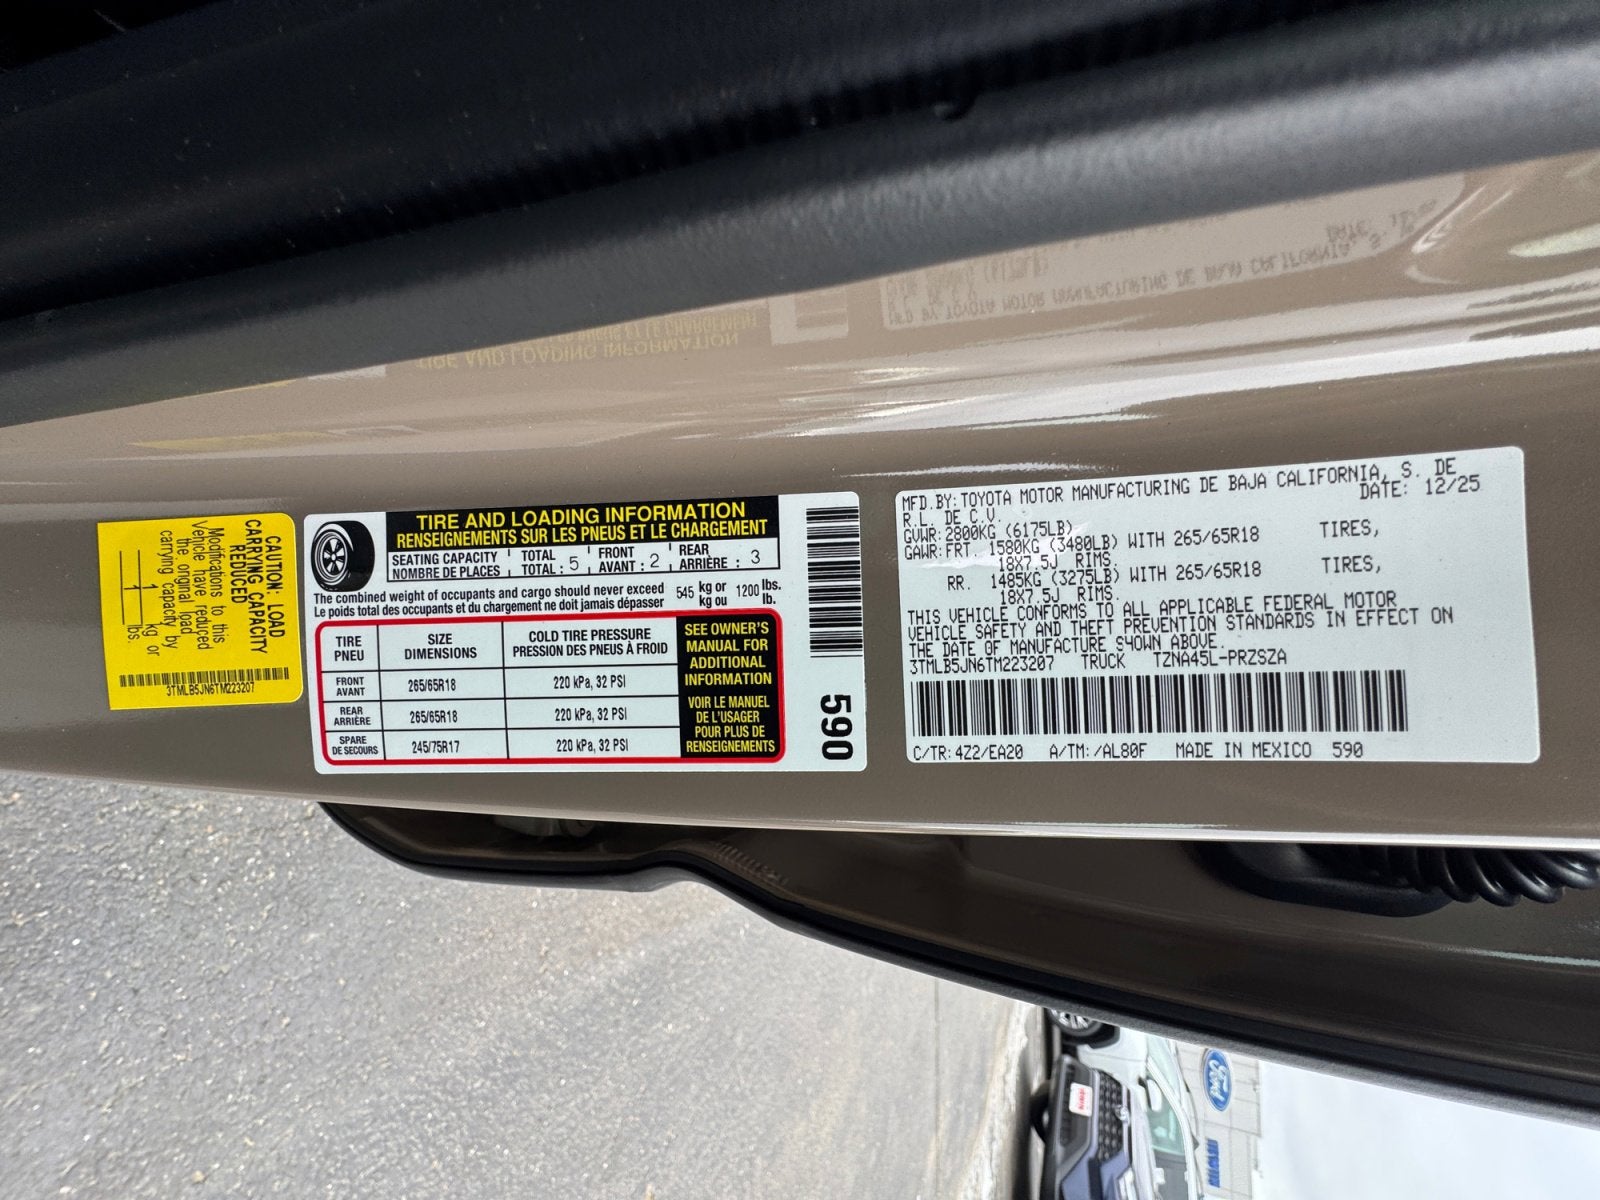 CAUTION: LOAD
CARRYING CAPACITY
REDUCED
Modifications to this
Vehicle have reduced
the original load
carrying capacity by
1 kg or
1 lbs.
3TMLB5JN6TM223207
TIRE AND LOADING INFORMATION
RENSEIGNEMENTS SUR LES PNEUS ET LE CHARGEMENT
SEATING CAPACITY TOTAL FRONT REAR
NOMBRE DE PLACES TOTAL : 5 AVANT : 2 ARRIÈRE : 3
The combined weight of occupants and cargo should never exceed 545 kg or 1200 lbs.
Le poids total des occupants et du chargement ne doit jamais dépasser kg ou lb.
TIRE SIZE COLD TIRE PRESSURE
PNEU DIMENSIONS PRESSION DES PNEUS À FROID
FRONT
AVANT 265/65R18 220 kPa, 32 PSI
REAR
ARRIÈRE 265/65R18 220 kPa, 32 PSI
SPARE
DE SECOURS 245/75R17 220 kPa, 32 PSI
SEE OWNER'S
MANUAL FOR
ADDITIONAL
INFORMATION
VOIR LE MANUEL
DE L'USAGER
POUR PLUS DE
RENSEIGNEMENTS
590
MFD.BY:TOYOTA MOTOR MANUFACTURING DE BAJA CALIFORNIA, S. DE
R.L. DE C.V. DATE: 12/25
GVWR:2800KG (6175LB)
GAWR:FRT. 1580KG (3480LB) WITH 265/65R18 TIRES,
18X7.5J RIMS.
RR. 1485KG (3275LB) WITH 265/65R18 TIRES,
18X7.5J RIMS.
THIS VEHICLE CONFORMS TO ALL APPLICABLE FEDERAL MOTOR
VEHICLE SAFETY AND THEFT PREVENTION STANDARDS IN EFFECT ON
THE DATE OF MANUFACTURE SHOWN ABOVE.
3TMLB5JN6TM223207 TRUCK TZNA45L-PRZSZA
C/TR:4Z2/EA20 A/TM:/AL80F MADE IN MEXICO 590
Ford